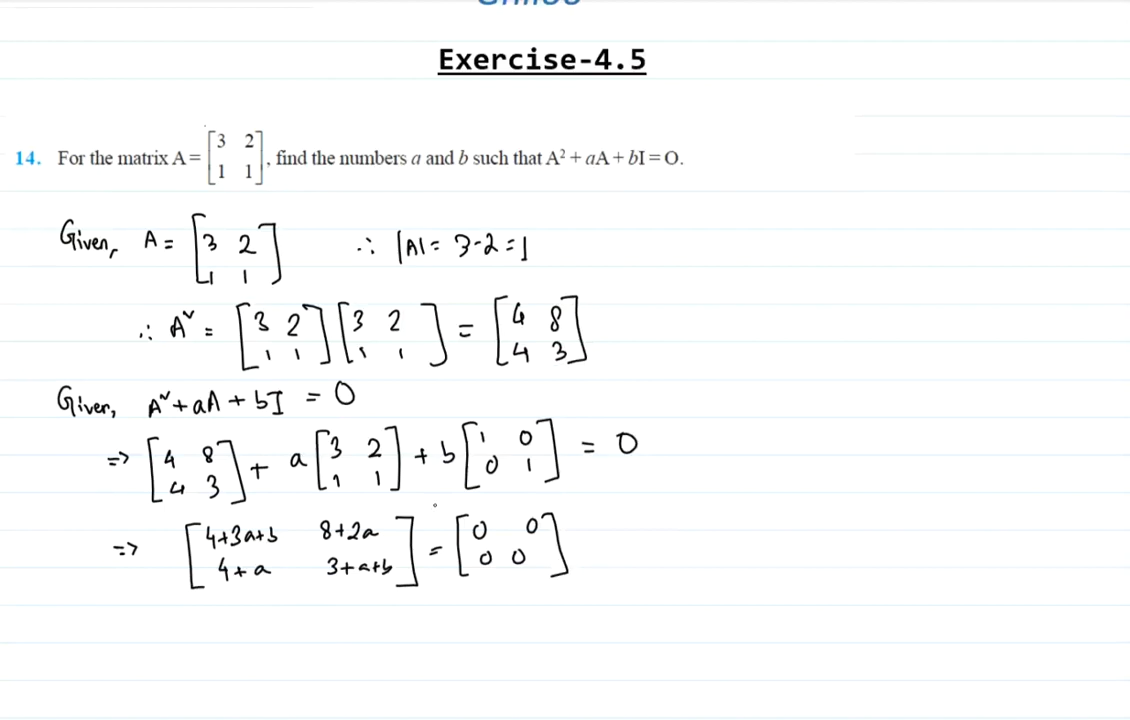 Exercise-4.5
14. For the matrix A = [3 2; 1 1], find the numbers a and b such that A² + aA + bI = O.
Given, A = [3 2; 1 1] ∴ |A| = 3-2 = 1
∴ A² = [3 2; 1 1] [3 2; 1 1] = [4 8; 4 3]
Given, A² + aA + bI = 0
=> [4 8; 4 3] + a [3 2; 1 1] + b [1 0; 0 1] = 0
=> [4+3a+b 8+2a; 4+a 3+a+b] = [0 0; 0 0]